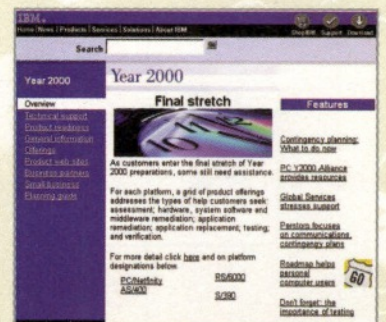 IBM.
Home | News | Products | Services | Solutions | About IBM
Shop IBM Support Download
Search
Year 2000
Year 2000
Overview
Technical support
Product readiness
General information
Offerings
Product web sites
Business partners
Small business
Planning guide
Final stretch
As customers enter the final stretch of Year
2000 preparations, some still need assistance.
For each platform, a grid of product offerings
addresses the types of help customers seek:
assessment; hardware, system software and
middleware remediation; application
remediation; application replacement, testing;
and verification.
For more detail click here and on platform
designations below.
PC/Netfinity
RS/6000
AS/400
S/390
Features
Contingency planning:
What to do now
PC Y2000 Alliance
provides resources
Global Services
stresses support
Perstors focuses
on communications,
contingency plans
Roadmap helps
personal
computer users
GO
Don't forget: the
importance of testing